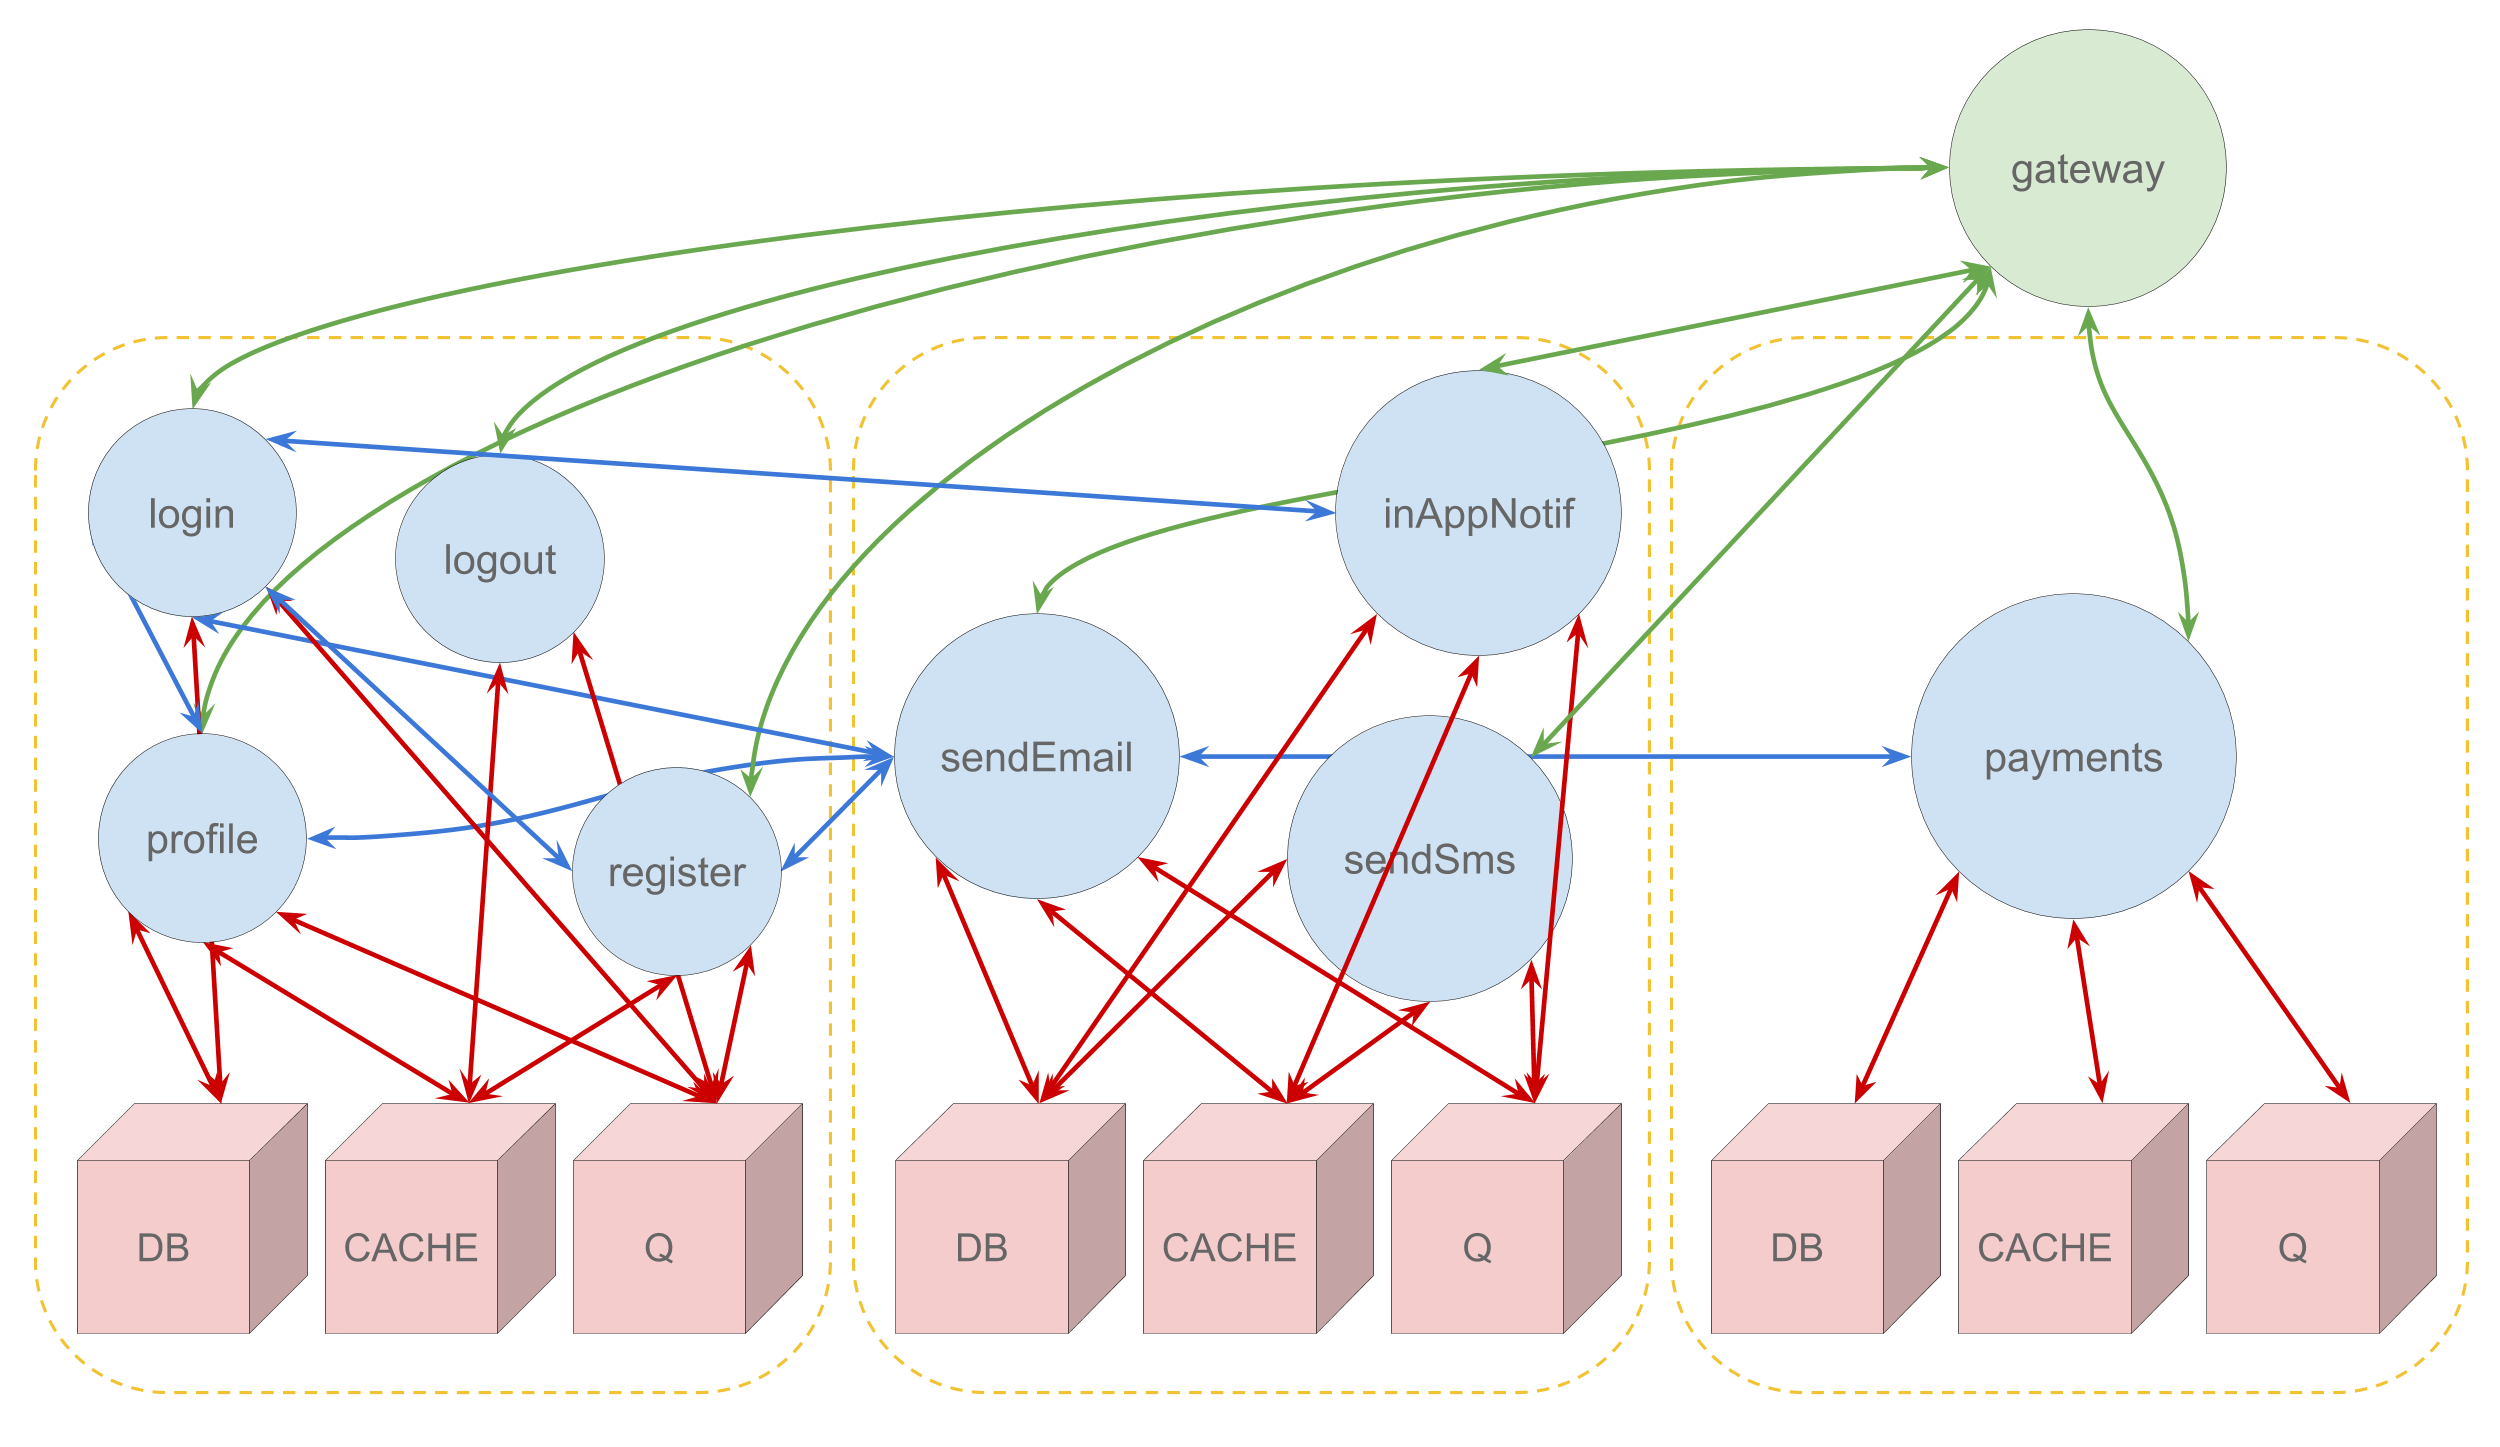 gateway
login
logout
inAppNotif
sendEmail
payments
profile
register
sendSms
DB
CACHE
Q
DB
CACHE
Q
DB
CACHE
Q